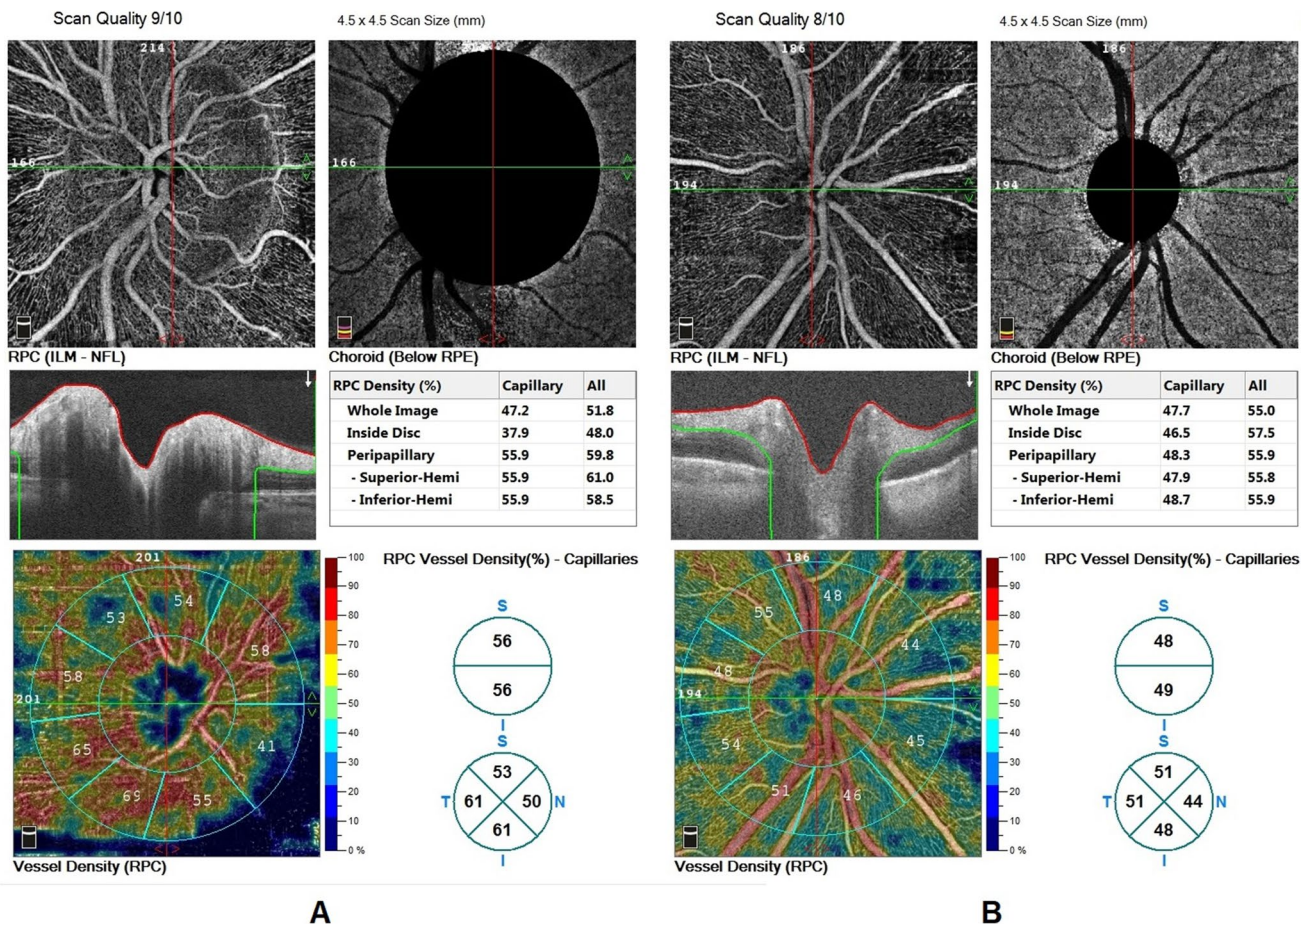 Scan Quality 9/10
4.5 x 4.5 Scan Size (mm)
214
166
166
RPC (ILM - NFL)
Choroid (Below RPE)
RPC Density (%) Capillary All
Whole Image 47.2 51.8
Inside Disc 37.9 48.0
Peripapillary 55.9 59.8
- Superior-Hemi 55.9 61.0
- Inferior-Hemi 55.9 58.5
201
201
53
54
58
58
65
41
69
55
100
90
80
70
60
50
40
30
20
10
0 %
Vessel Density (RPC)
RPC Vessel Density(%) - Capillaries
S
56
56
I
S
53
T 61 50 N
61
I
A
Scan Quality 8/10
4.5 x 4.5 Scan Size (mm)
186
186
194
194
RPC (ILM - NFL)
Choroid (Below RPE)
RPC Density (%) Capillary All
Whole Image 47.7 55.0
Inside Disc 46.5 57.5
Peripapillary 48.3 55.9
- Superior-Hemi 47.9 55.8
- Inferior-Hemi 48.7 55.9
186
194
55
48
44
48
54
45
51
46
100
90
80
70
60
50
40
30
20
10
0 %
Vessel Density (RPC)
RPC Vessel Density(%) - Capillaries
S
48
49
I
S
51
T 51 44 N
48
I
B